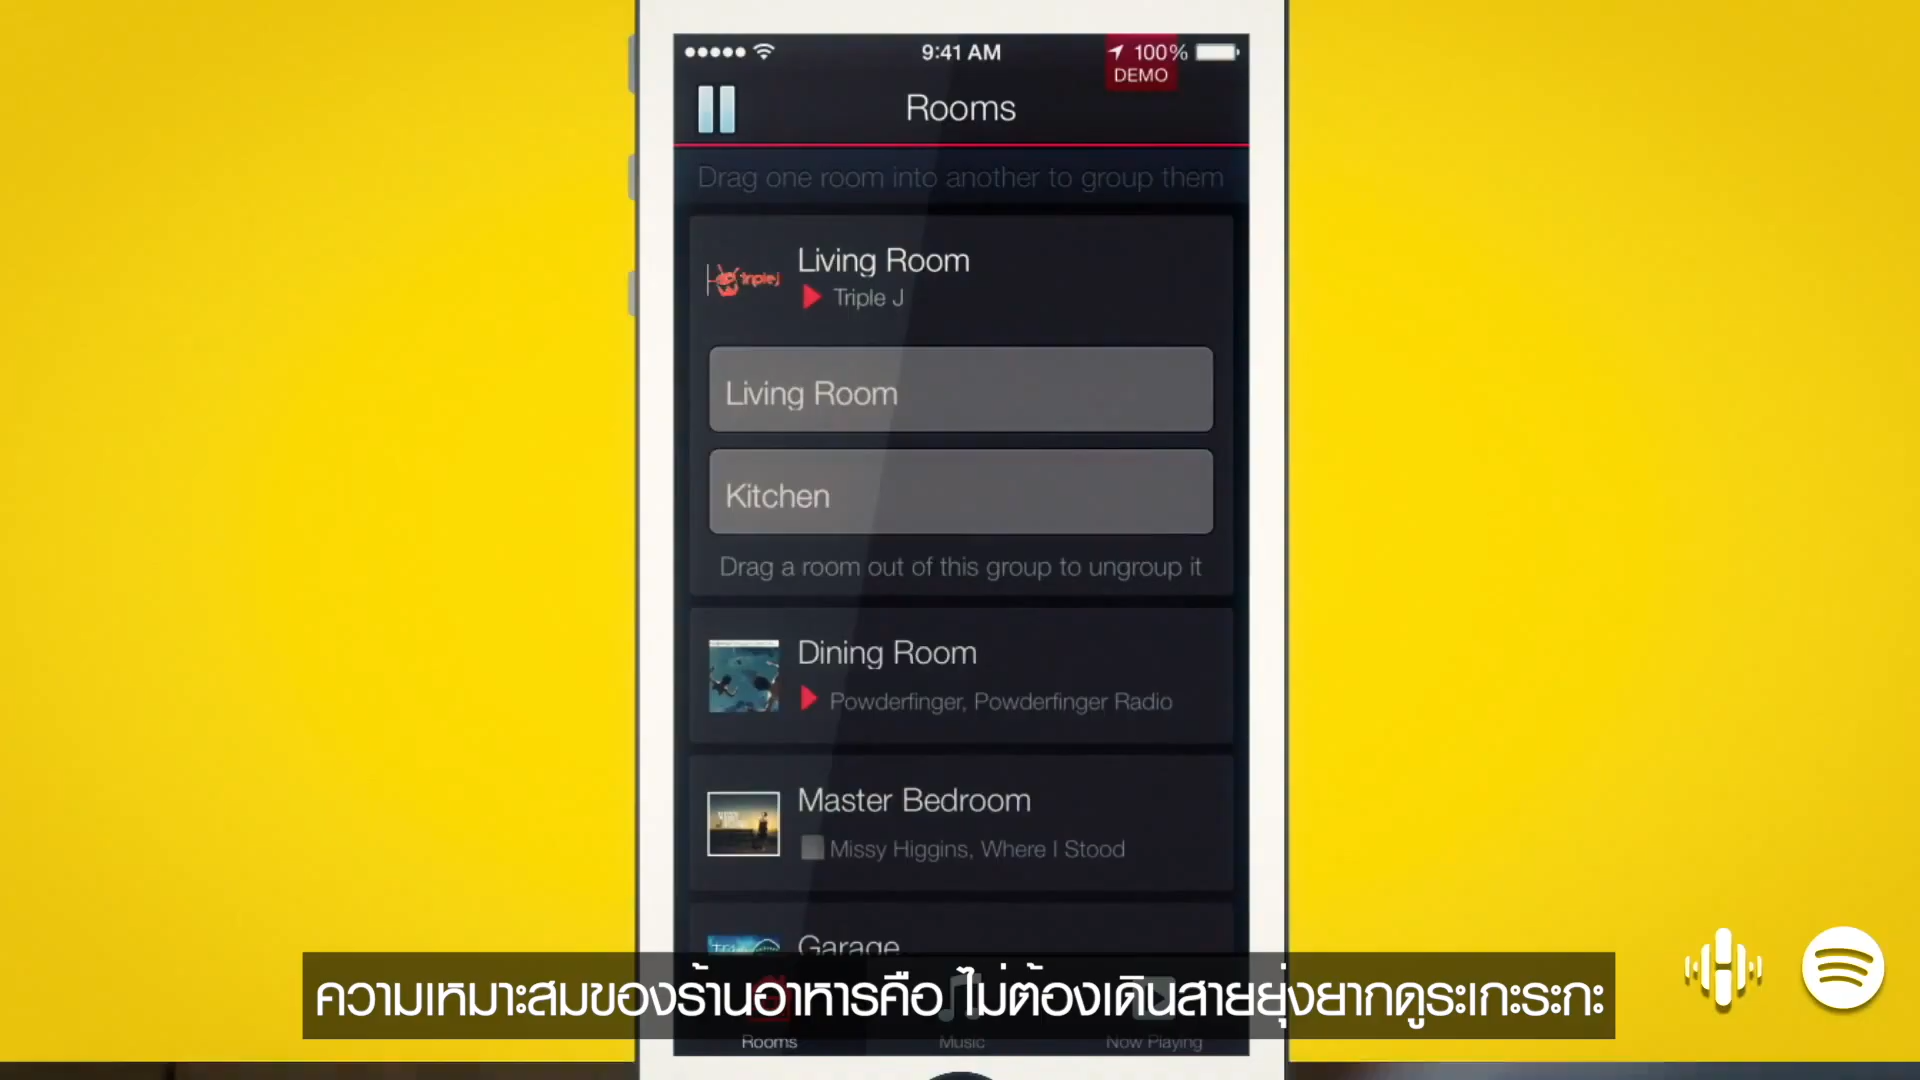 9:41 AM
100%
DEMO
Rooms
Drag one room into another to group them
triple j
Living Room
Triple J
Living Room
Kitchen
Drag a room out of this group to ungroup it
Dining Room
Powderfinger, Powderfinger Radio
Master Bedroom
Missy Higgins, Where I Stood
Garage
ความเหมาะสมของร้านอาหารคือ ไม่ต้องเดินสายยุ่งยากดูระเกะระกะ
Rooms
Music
Now Playing